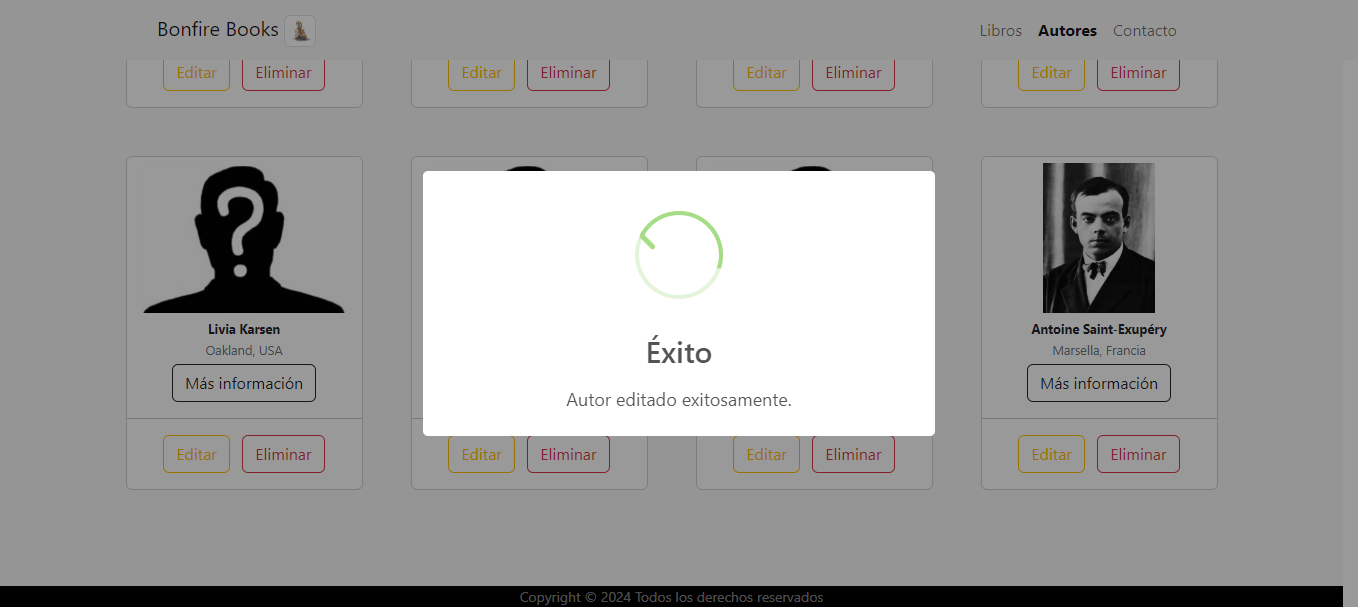 Bonfire Books
Libros Autores Contacto
Editar Eliminar
Editar Eliminar
Editar Eliminar
Editar Eliminar
Livia Karsen
Oakland, USA
Más información
Editar Eliminar
Éxito
Autor editado exitosamente.
Editar Eliminar
Editar Eliminar
Antoine Saint-Exupéry
Marsella, Francia
Más información
Editar Eliminar
Copyright © 2024 Todos los derechos reservados